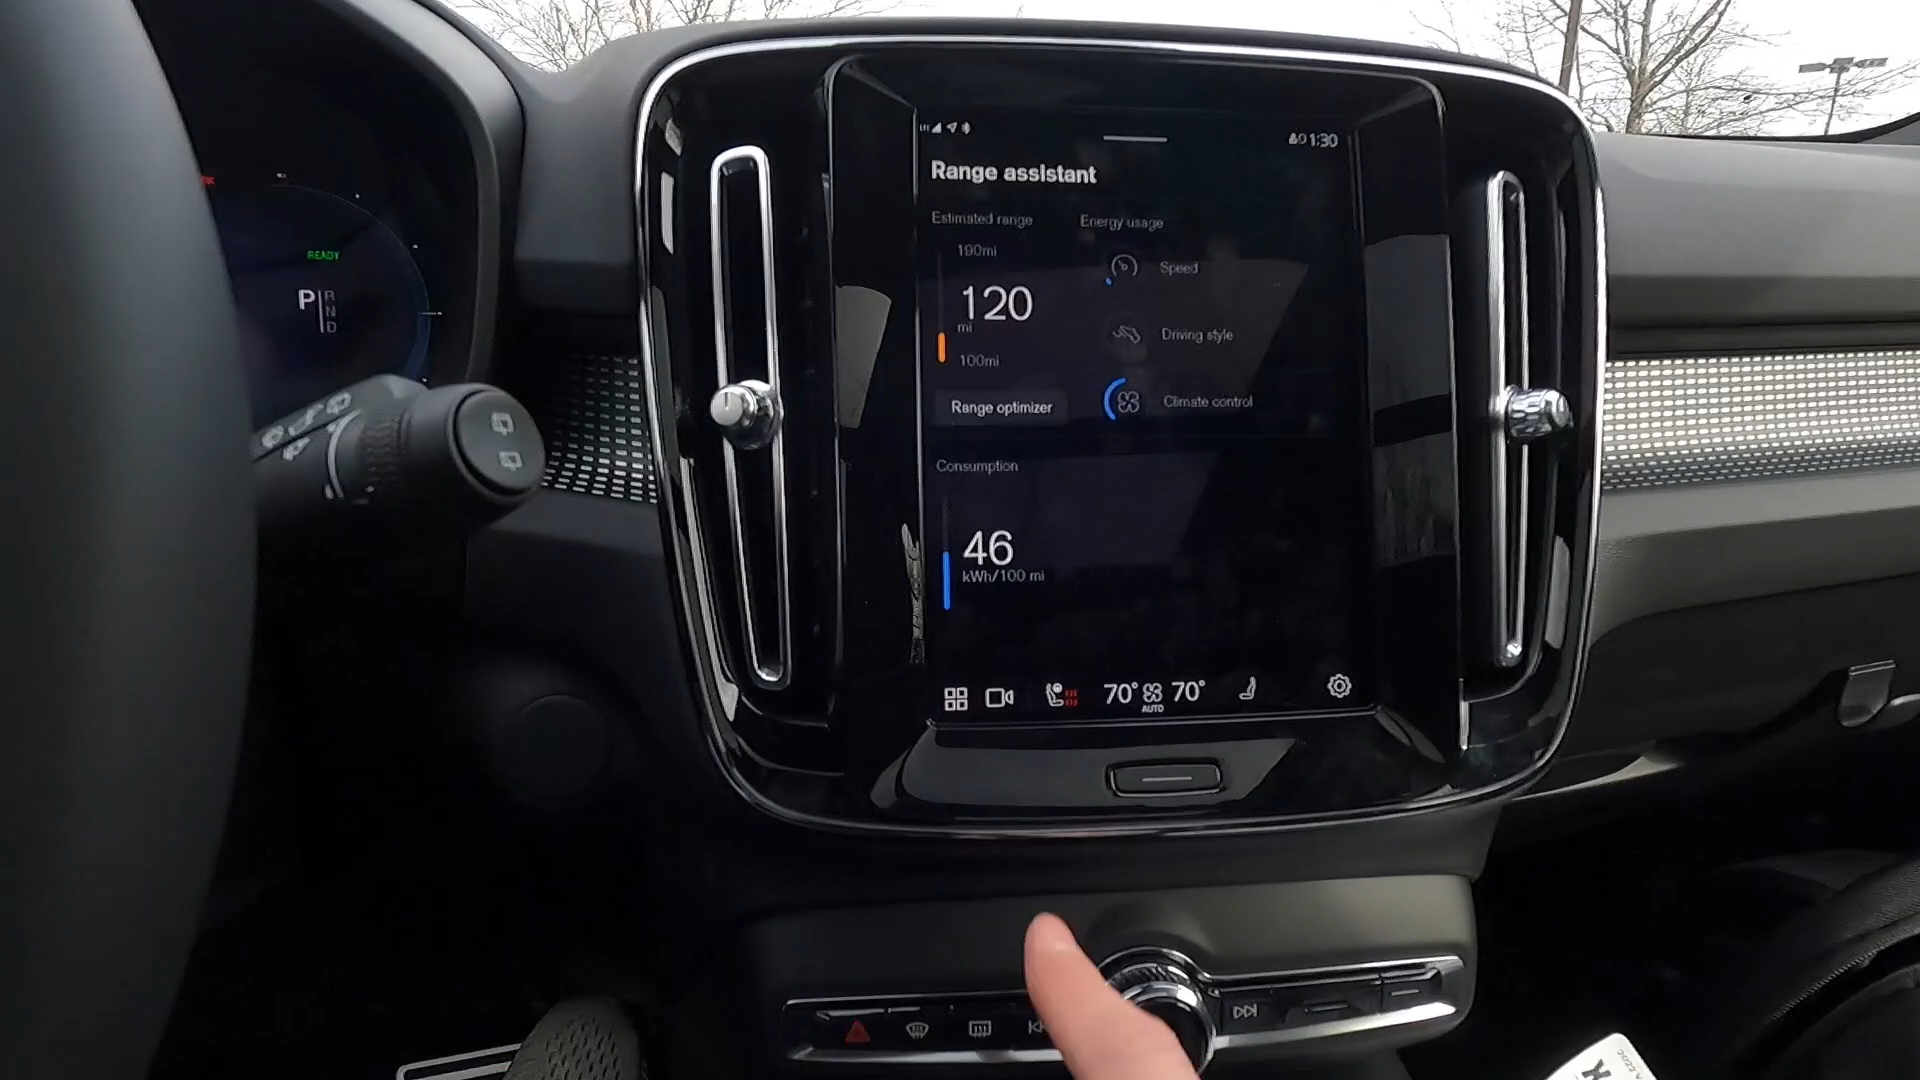 1:30
Range assistant
Estimated range
Energy usage
190mi
Speed
120
mi
Driving style
100mi
Range optimizer
Climate control
Consumption
46
kWh/100 mi
70° 70°
AUTO
READY
P R
N
D